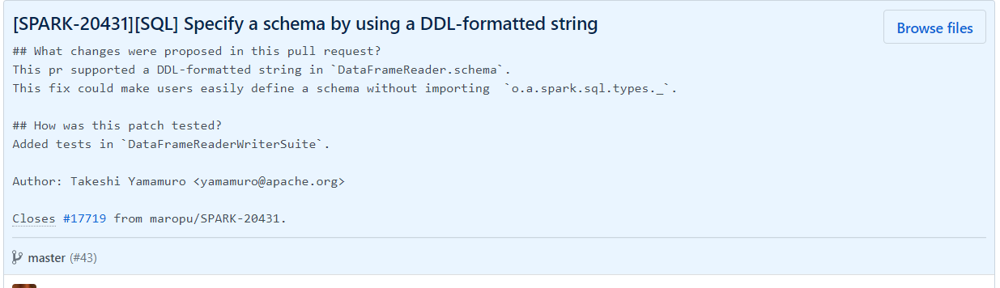 [SPARK-20431][SQL] Specify a schema by using a DDL-formatted string
Browse files
## What changes were proposed in this pull request?
This pr supported a DDL-formatted string in `DataFrameReader.schema`.
This fix could make users easily define a schema without importing  `o.a.spark.sql.types._`.
## How was this patch tested?
Added tests in `DataFrameReaderWriterSuite`.
Author: Takeshi Yamamuro <yamamuro@apache.org>
Closes #17719 from maropu/SPARK-20431.
master (#43)